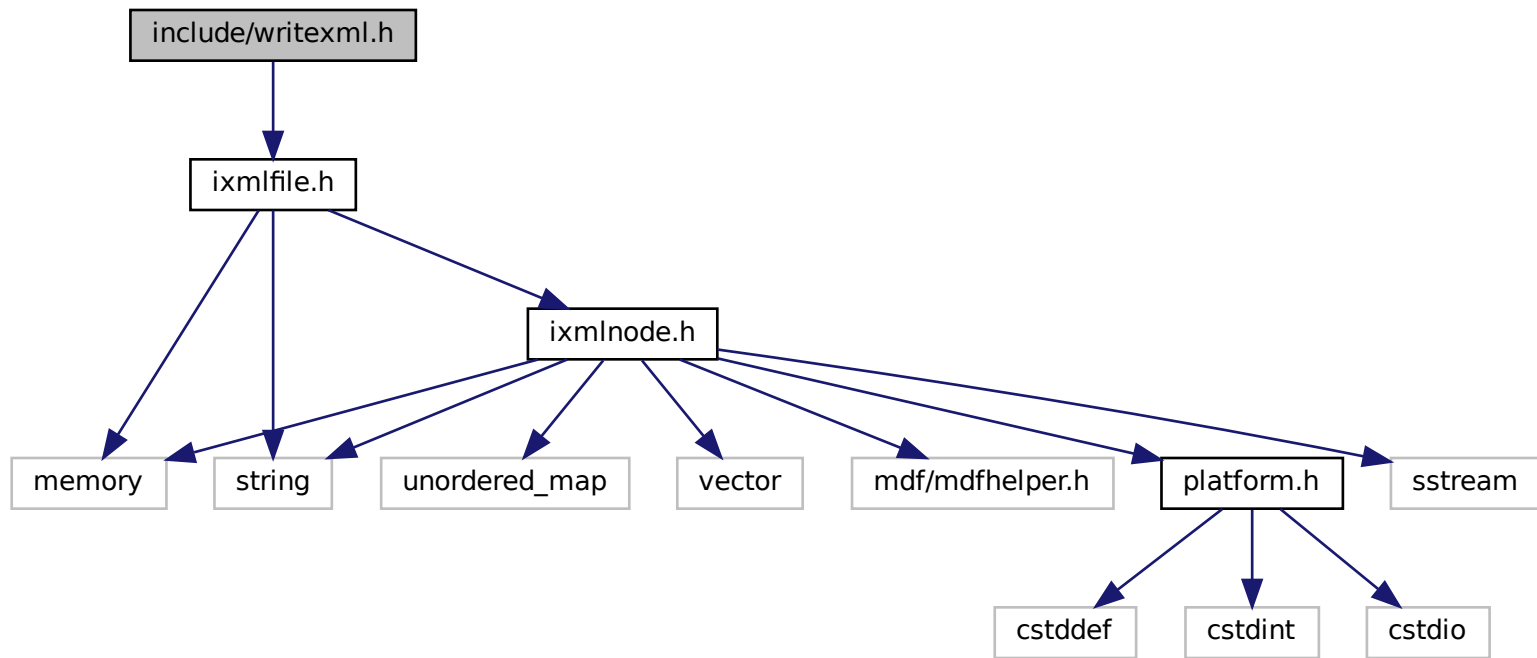 include/writexml.h
ixmlfile.h
ixmlnode.h
memory
string
unordered_map
vector
mdf/mdfhelper.h
platform.h
sstream
cstddef
cstdint
cstdio